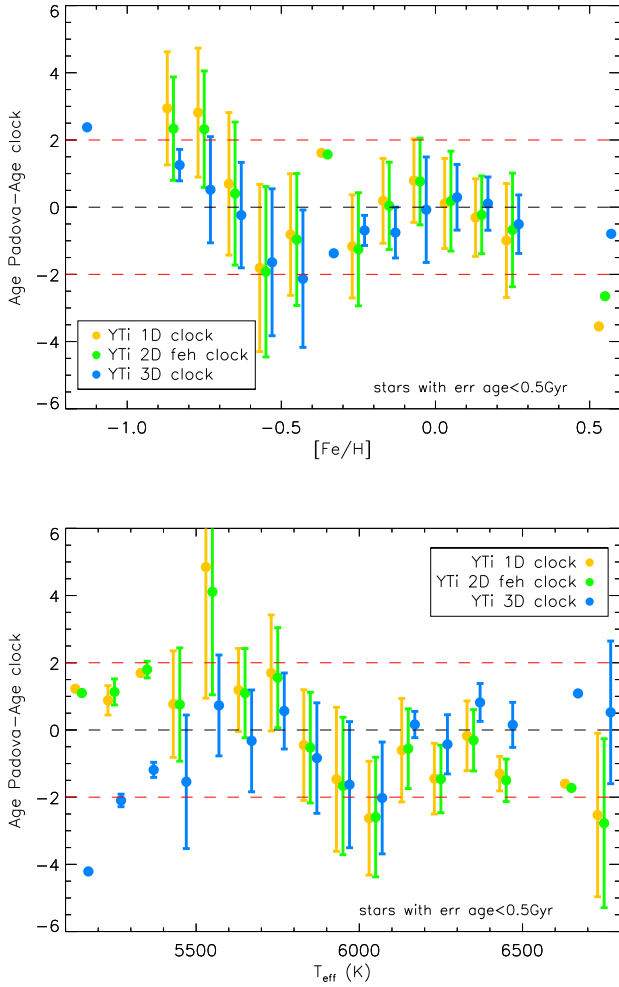 6
4
2
0
−2
−4
−6
Age Padova−Age clock
YTi 1D clock
YTi 2D feh clock
YTi 3D clock
stars with err age<0.5Gyr
−1.0 −0.5 0.0 0.5
[Fe/H]
6
4
2
0
−2
−4
−6
Age Padova−Age clock
YTi 1D clock
YTi 2D feh clock
YTi 3D clock
stars with err age<0.5Gyr
5500 6000 6500
Teff (K)